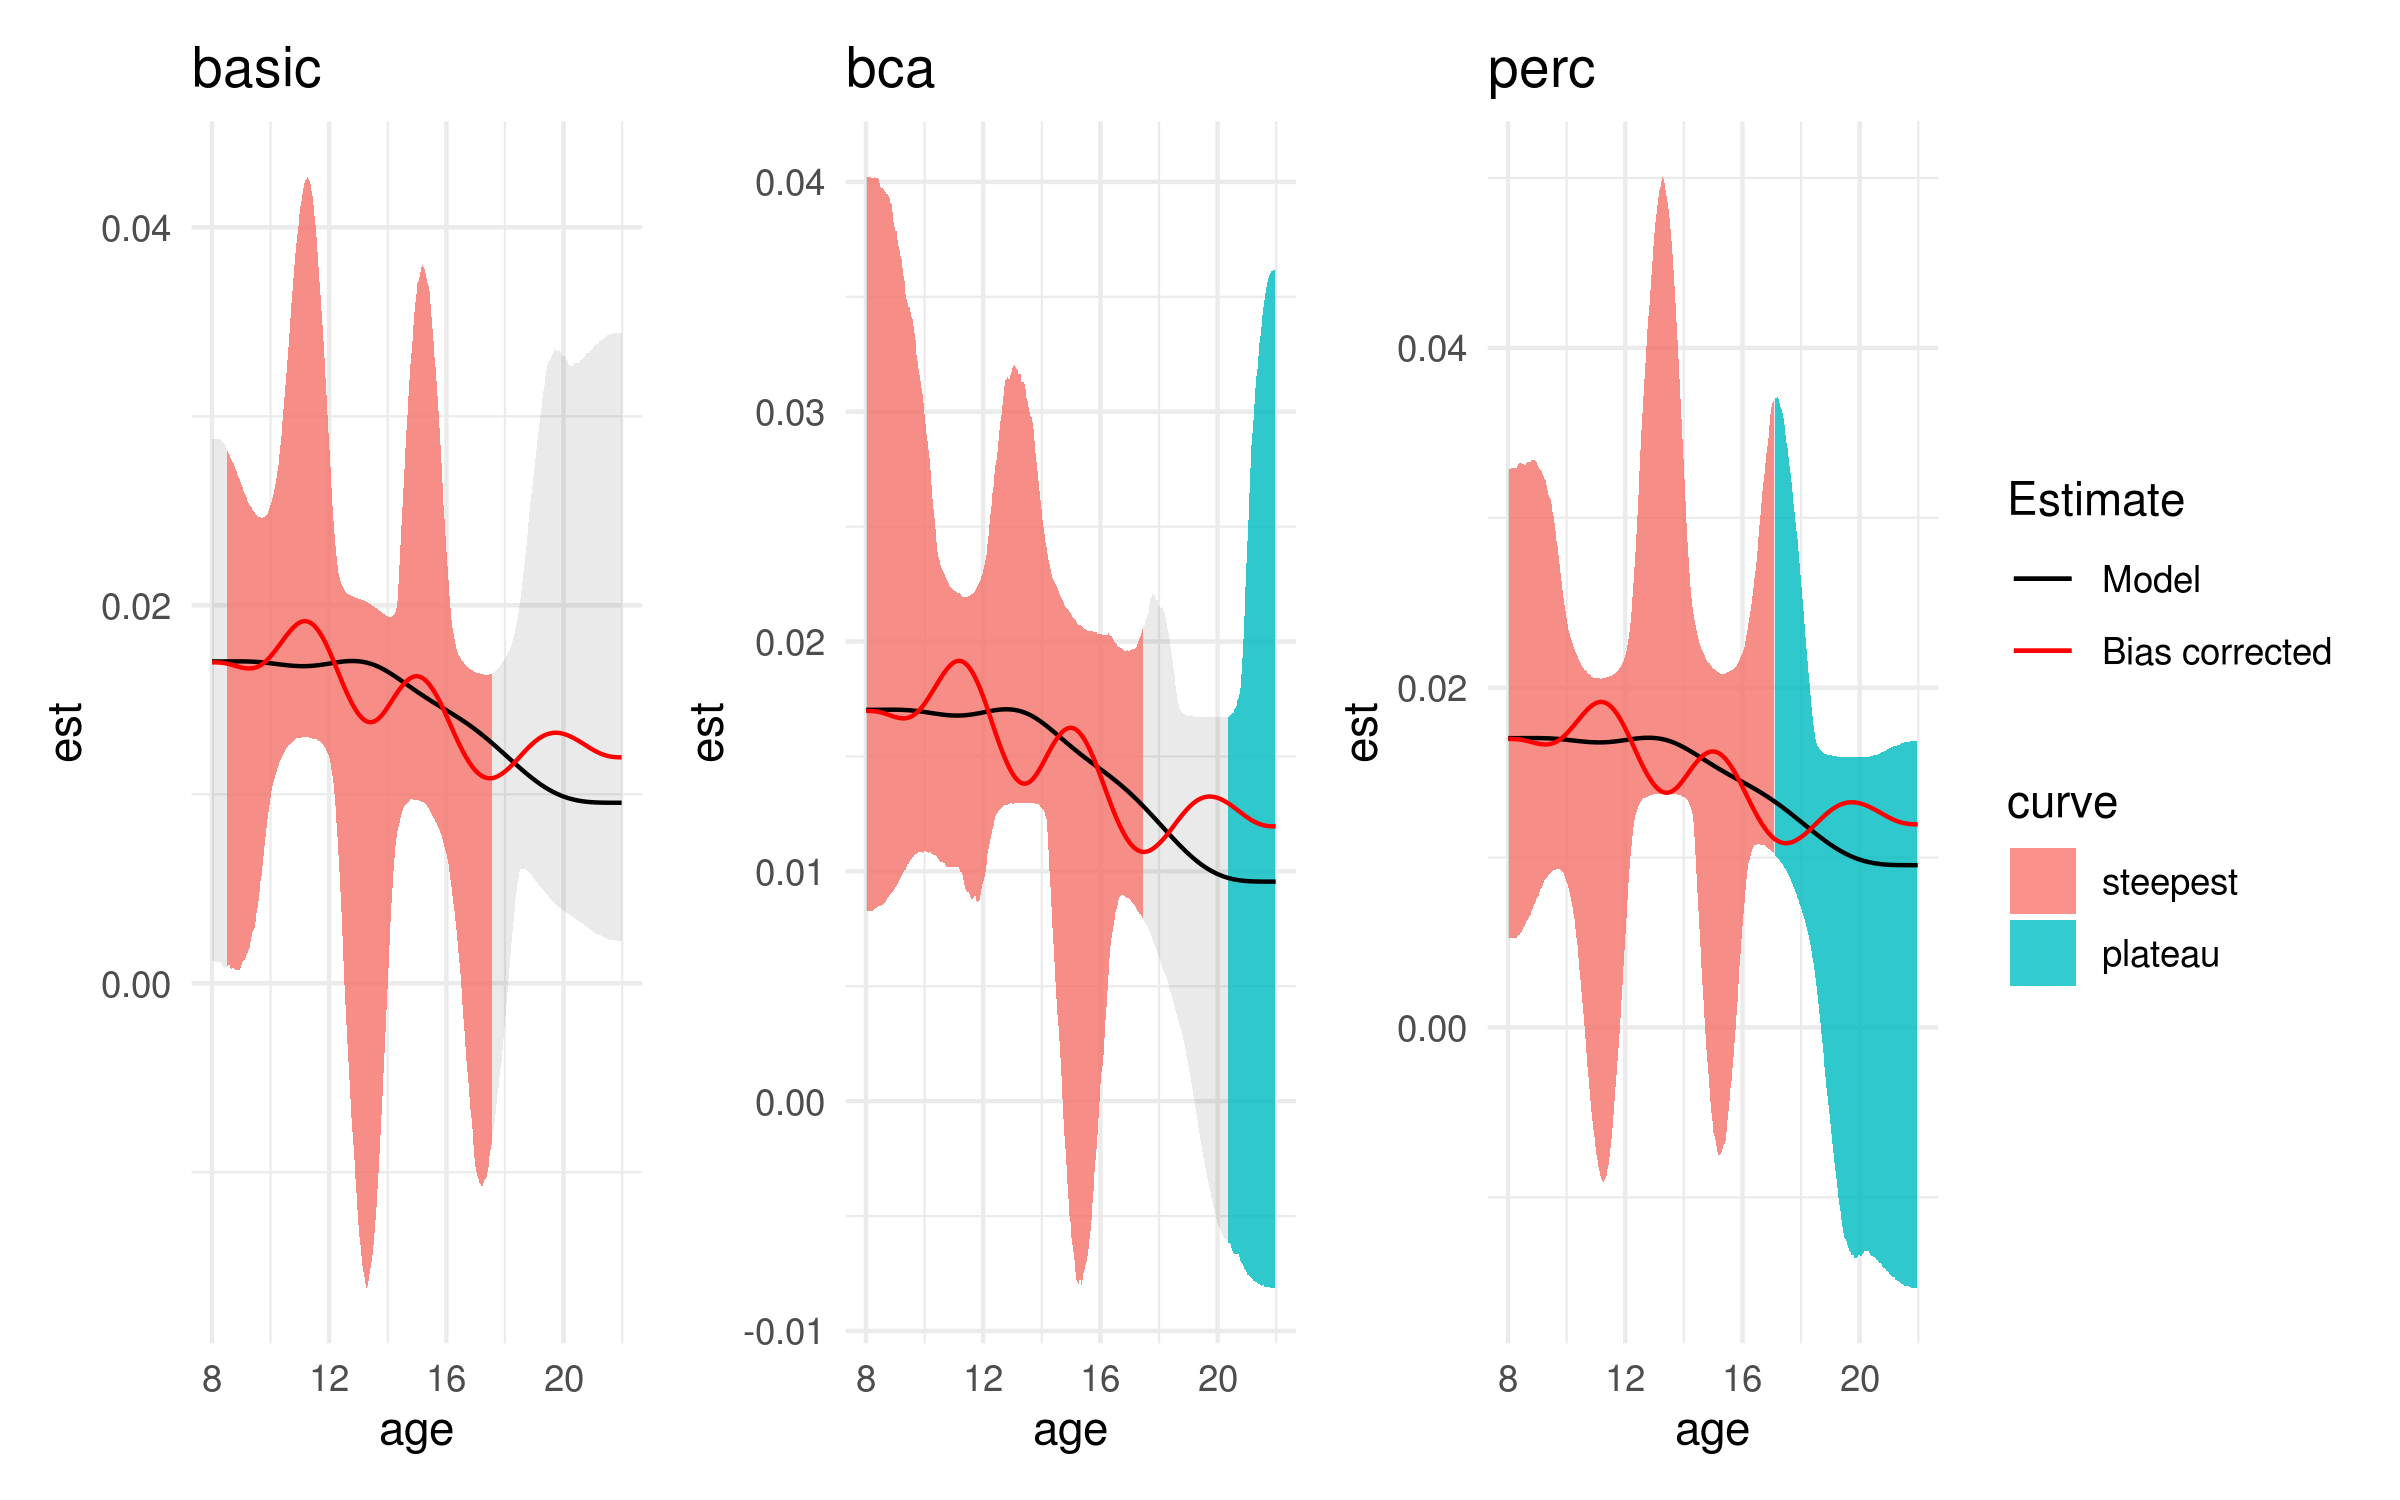 basic
bca
perc
0.04
0.02
0.00
est
8 12 16 20
age
0.04
0.03
0.02
0.01
0.00
-0.01
est
8 12 16 20
age
0.04
0.02
0.00
est
8 12 16 20
age
Estimate
Model
Bias corrected
curve
steepest
plateau